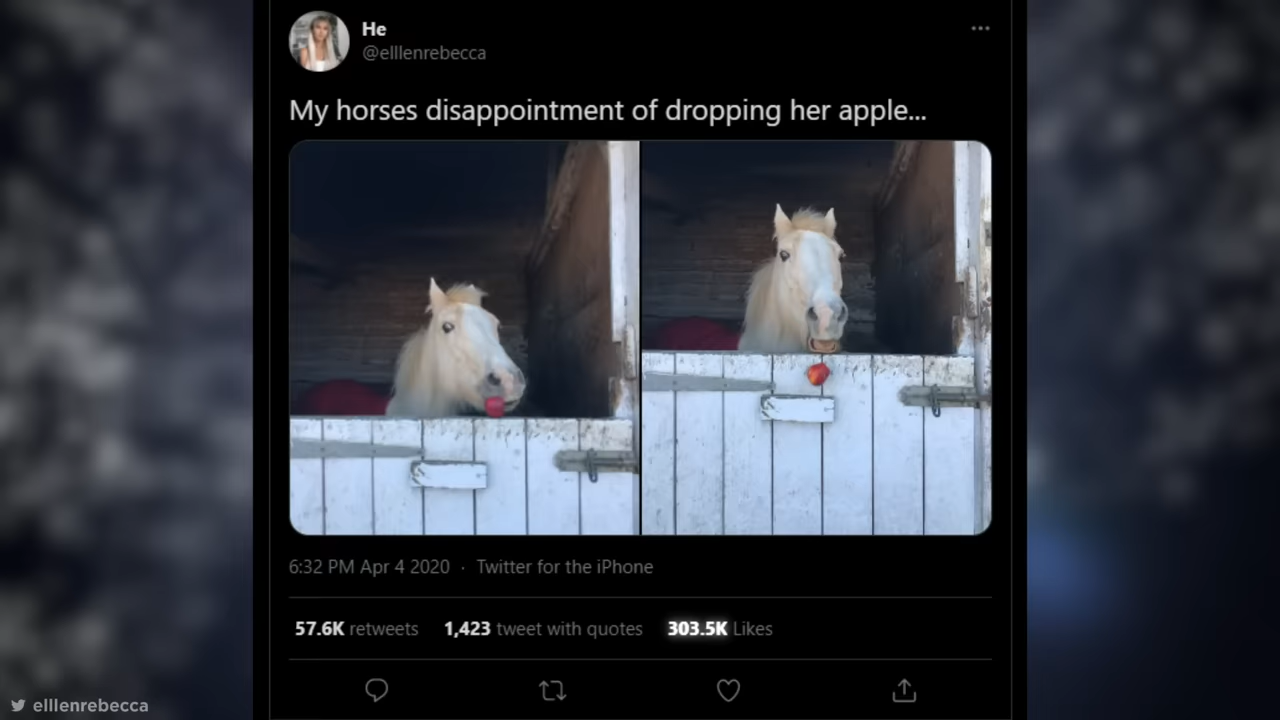 He
@elllenrebecca
My horses disappointment of dropping her apple...
6:32 PM Apr 4 2020 · Twitter for the iPhone
57.6K retweets 1,423 tweet with quotes 303.5K Likes
elllenrebecca